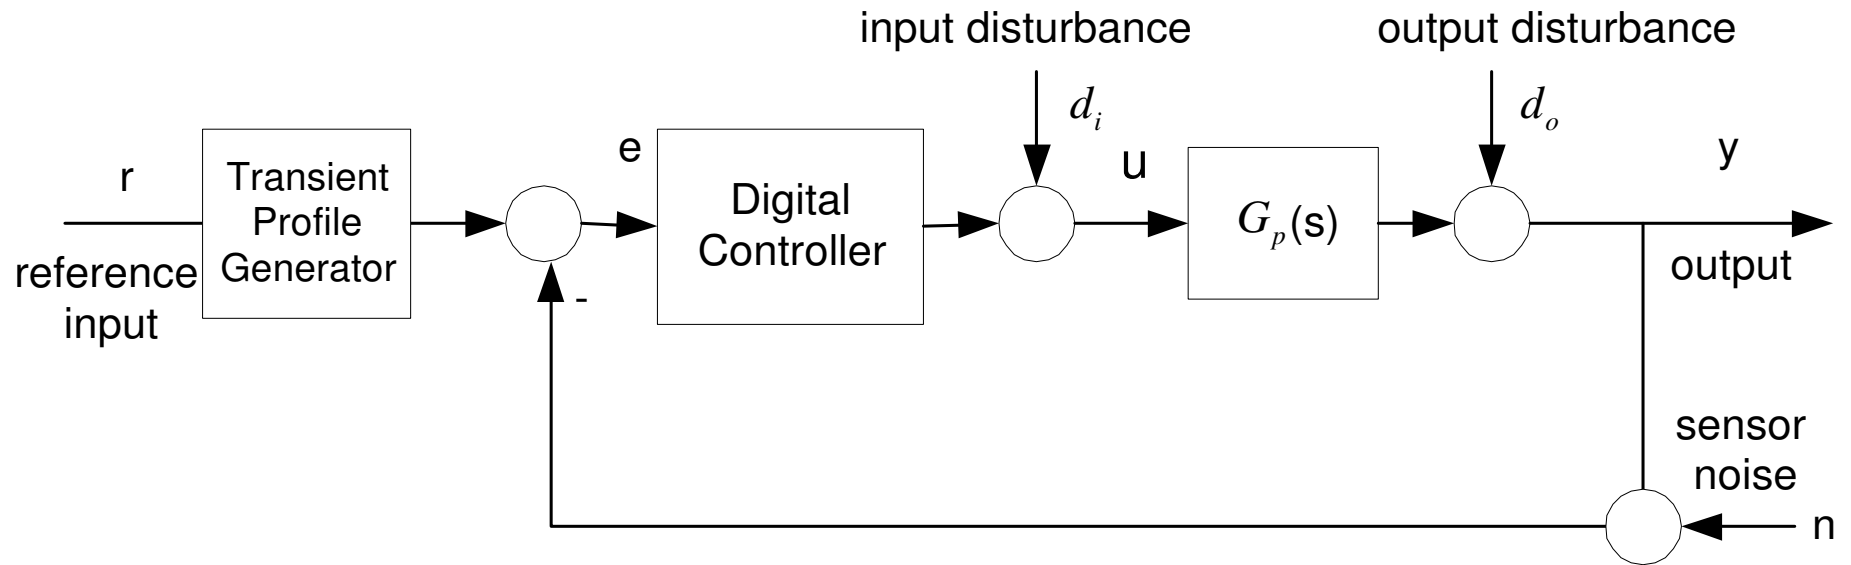 input disturbance
output disturbance
d_i
d_o
r
Transient
Profile
Generator
e
Digital
Controller
u
G_p(s)
y
reference
input
-
output
sensor
noise
n